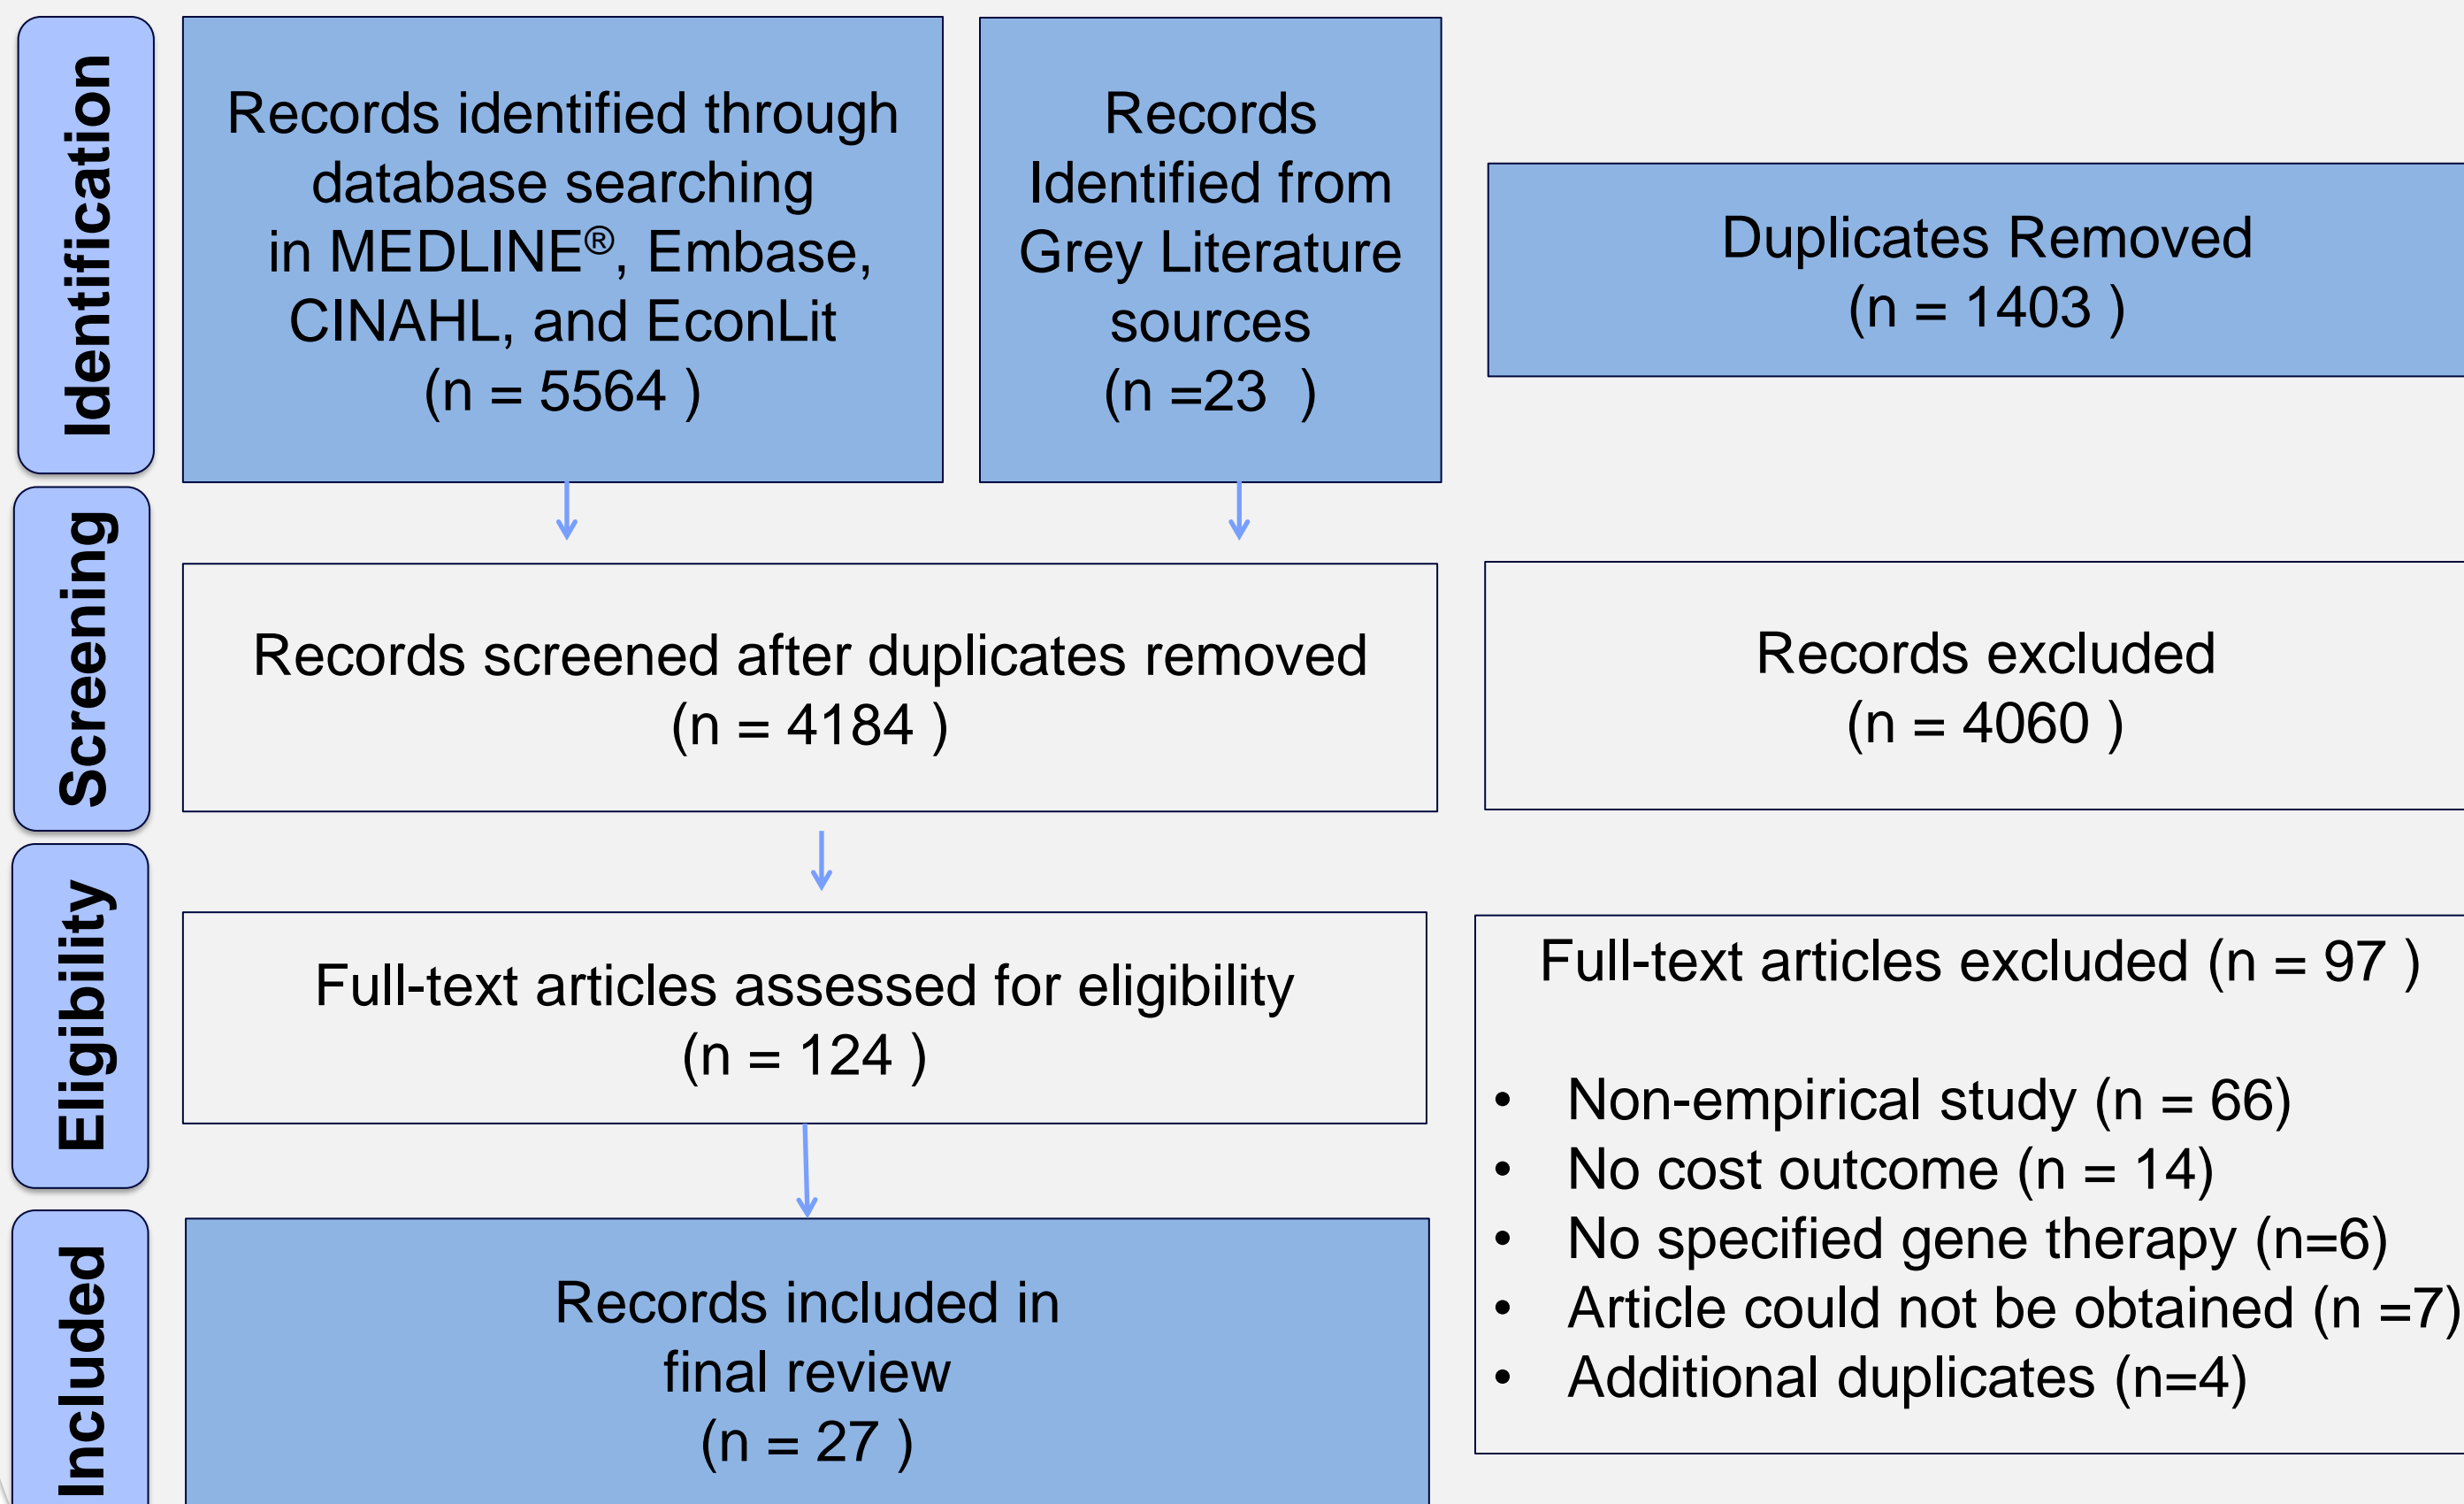 Identification
Records identified through
database searching
in MEDLINE®, Embase,
CINAHL, and EconLit
(n = 5564 )
Records
Identified from
Grey Literature
sources
(n =23  )
Duplicates Removed
(n = 1403 )
Screening
Records screened after duplicates removed
(n = 4184 )
Records excluded
(n = 4060 )
Eligibility
Full-text articles assessed for eligibility
(n = 124 )
Full-text articles excluded (n = 97 )
• Non-empirical study (n = 66)
• No cost outcome (n = 14)
• No specified gene therapy (n=6)
• Article could not be obtained (n =7)
• Additional duplicates (n=4)
Included
Records included in
final review
(n = 27 )